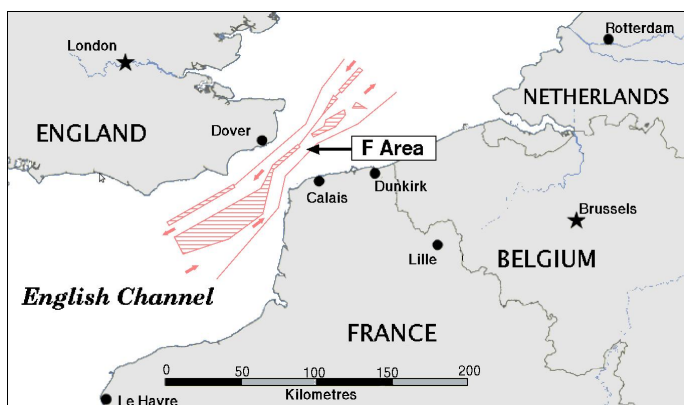 Rotterdam
London
NETHERLANDS
ENGLAND
Dover
F Area
Calais
Dunkirk
Brussels
Lille
BELGIUM
English Channel
FRANCE
0 50 100 150 200
Kilometres
Le Havre